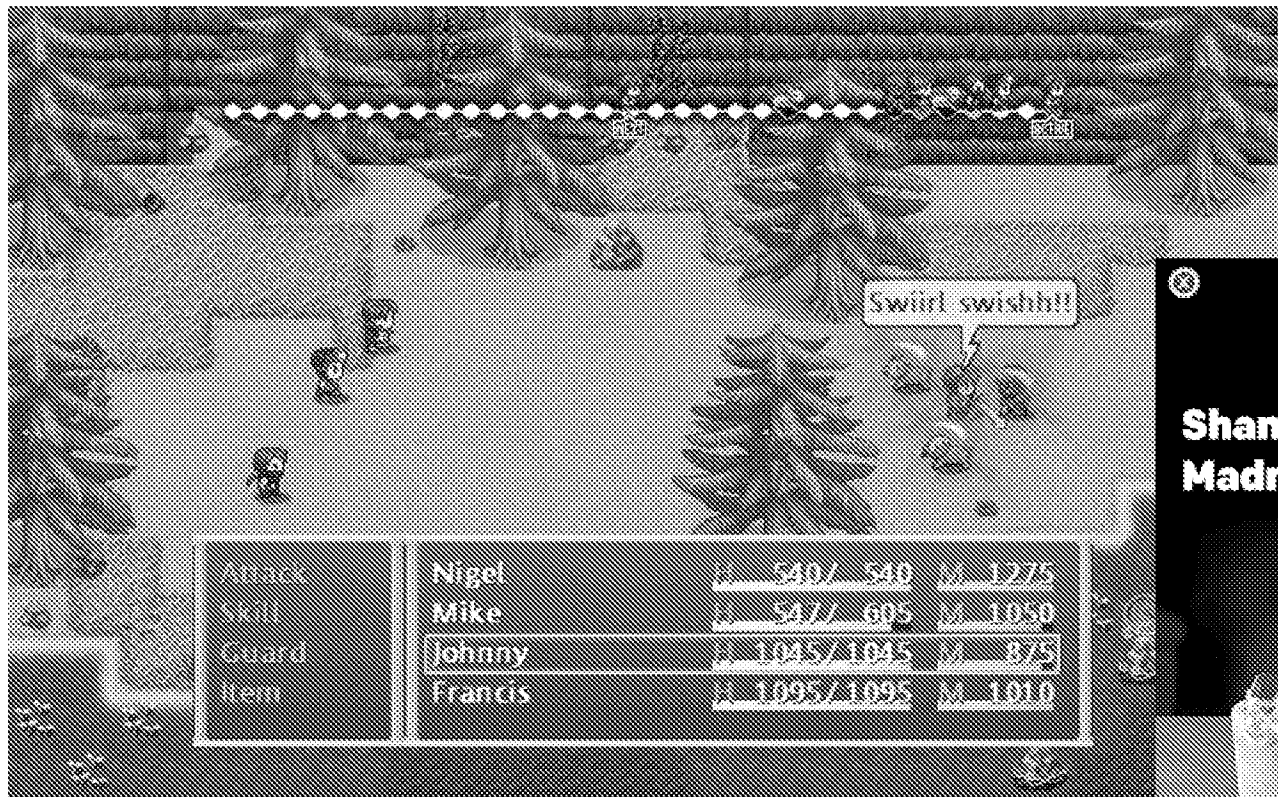 Swiirl swishh!!
Shan
Madr
Attack
Skill
Guard
Item
Nigel H 540/ 540 M 1275
Mike H 547/ 605 M 1050
Johnny H 1045/1045 M 875
Francis H 1095/1095 M 1010